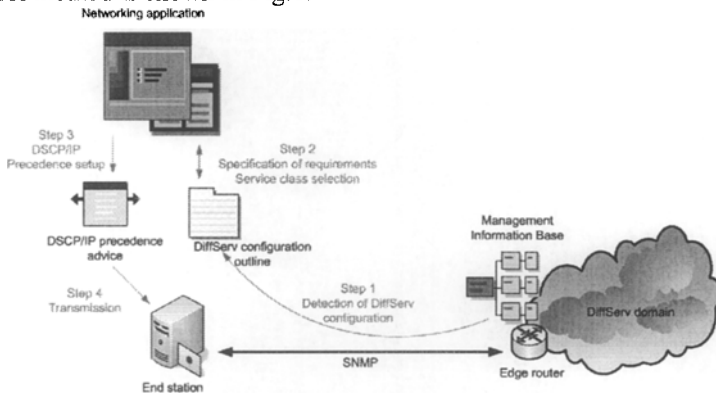 Networking application
Step 3
DSCP/IP
Precedence setup
Step 2
Specification of requirements
Service class selection
DSCP/IP precedence
advice
DiffServ configuration
outline
Management
Information Base
Step 1
Detection of DiffServ
configuration
DiffServ domain
Step 4
Transmission
SNMP
End station
Edge router